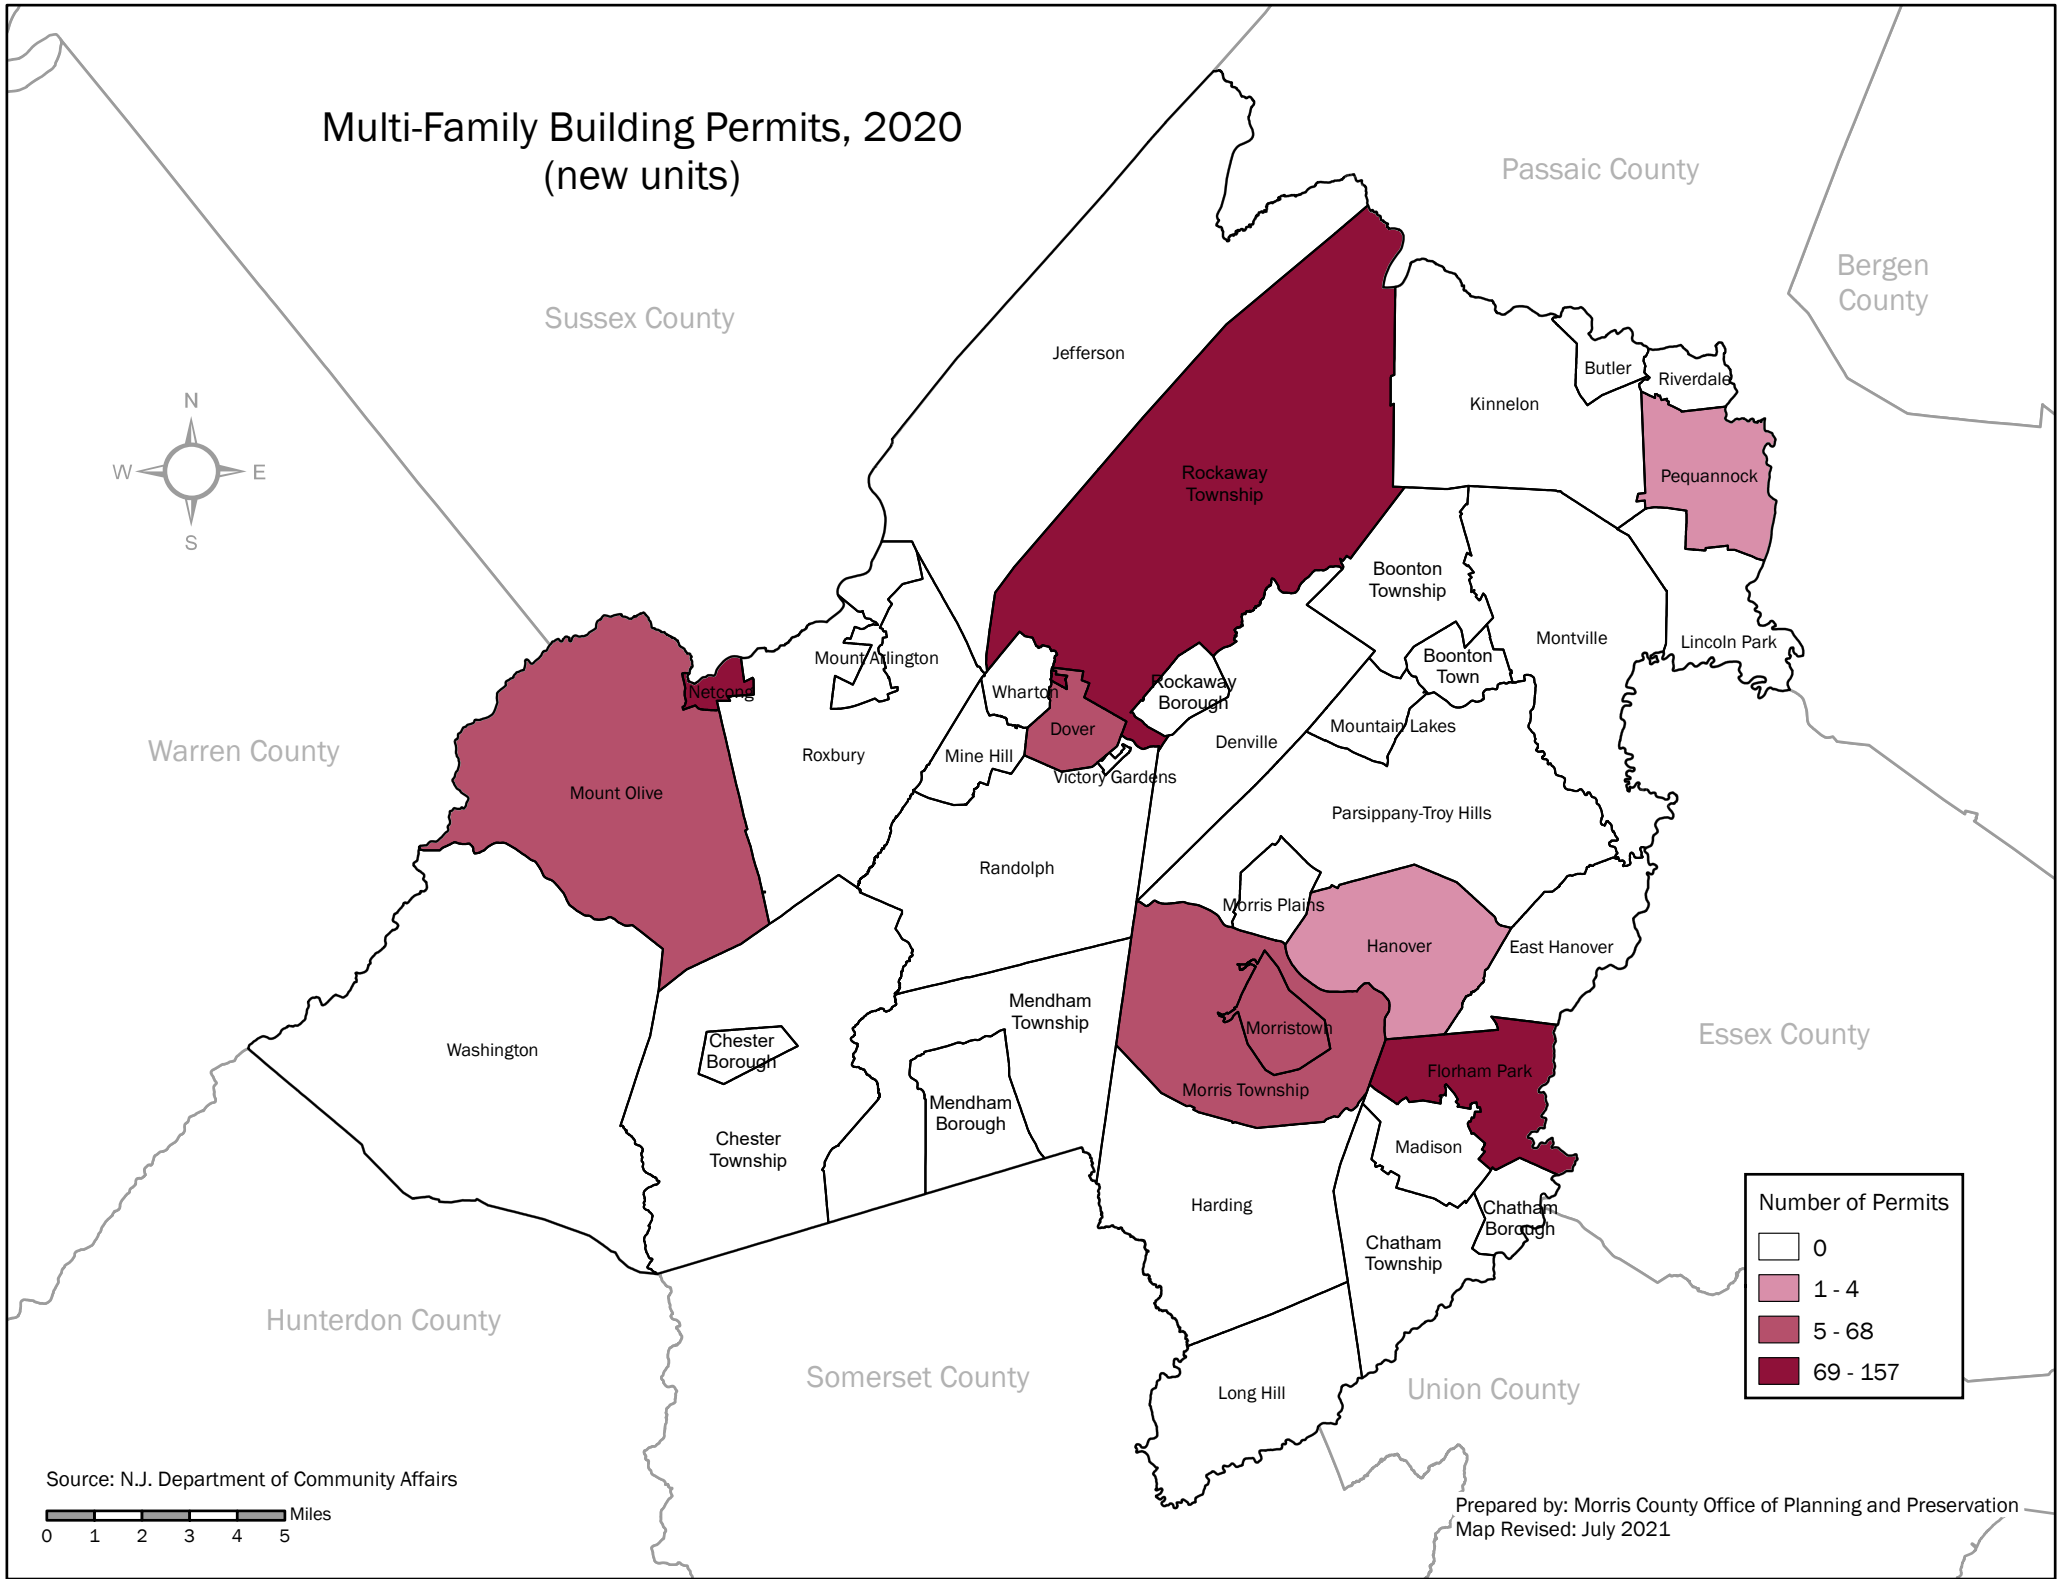 Multi-Family Building Permits, 2020
(new units)
Passaic County
Bergen
County
Sussex County
Jefferson
Butler
Riverdale
Kinnelon
N
W
E
S
Rockaway
Township
Pequannock
Boonton
Township
Montville
Lincoln Park
Mount Arlington
Boonton
Town
Netcong
Wharton
Rockaway
Borough
Dover
Mountain Lakes
Denville
Warren County
Roxbury
Mine Hill
Victory Gardens
Mount Olive
Parsippany-Troy Hills
Randolph
Morris Plains
Hanover
East Hanover
Mendham
Township
Morristown
Essex County
Washington
Chester
Borough
Florham Park
Morris Township
Mendham
Borough
Chester
Township
Madison
Harding
Chatham
Borough
Chatham
Township
Number of Permits
0
1 - 4
5 - 68
69 - 157
Hunterdon County
Somerset County
Union County
Long Hill
Source: N.J. Department of Community Affairs
Miles
0 1 2 3 4 5
Prepared by: Morris County Office of Planning and Preservation
Map Revised: July 2021